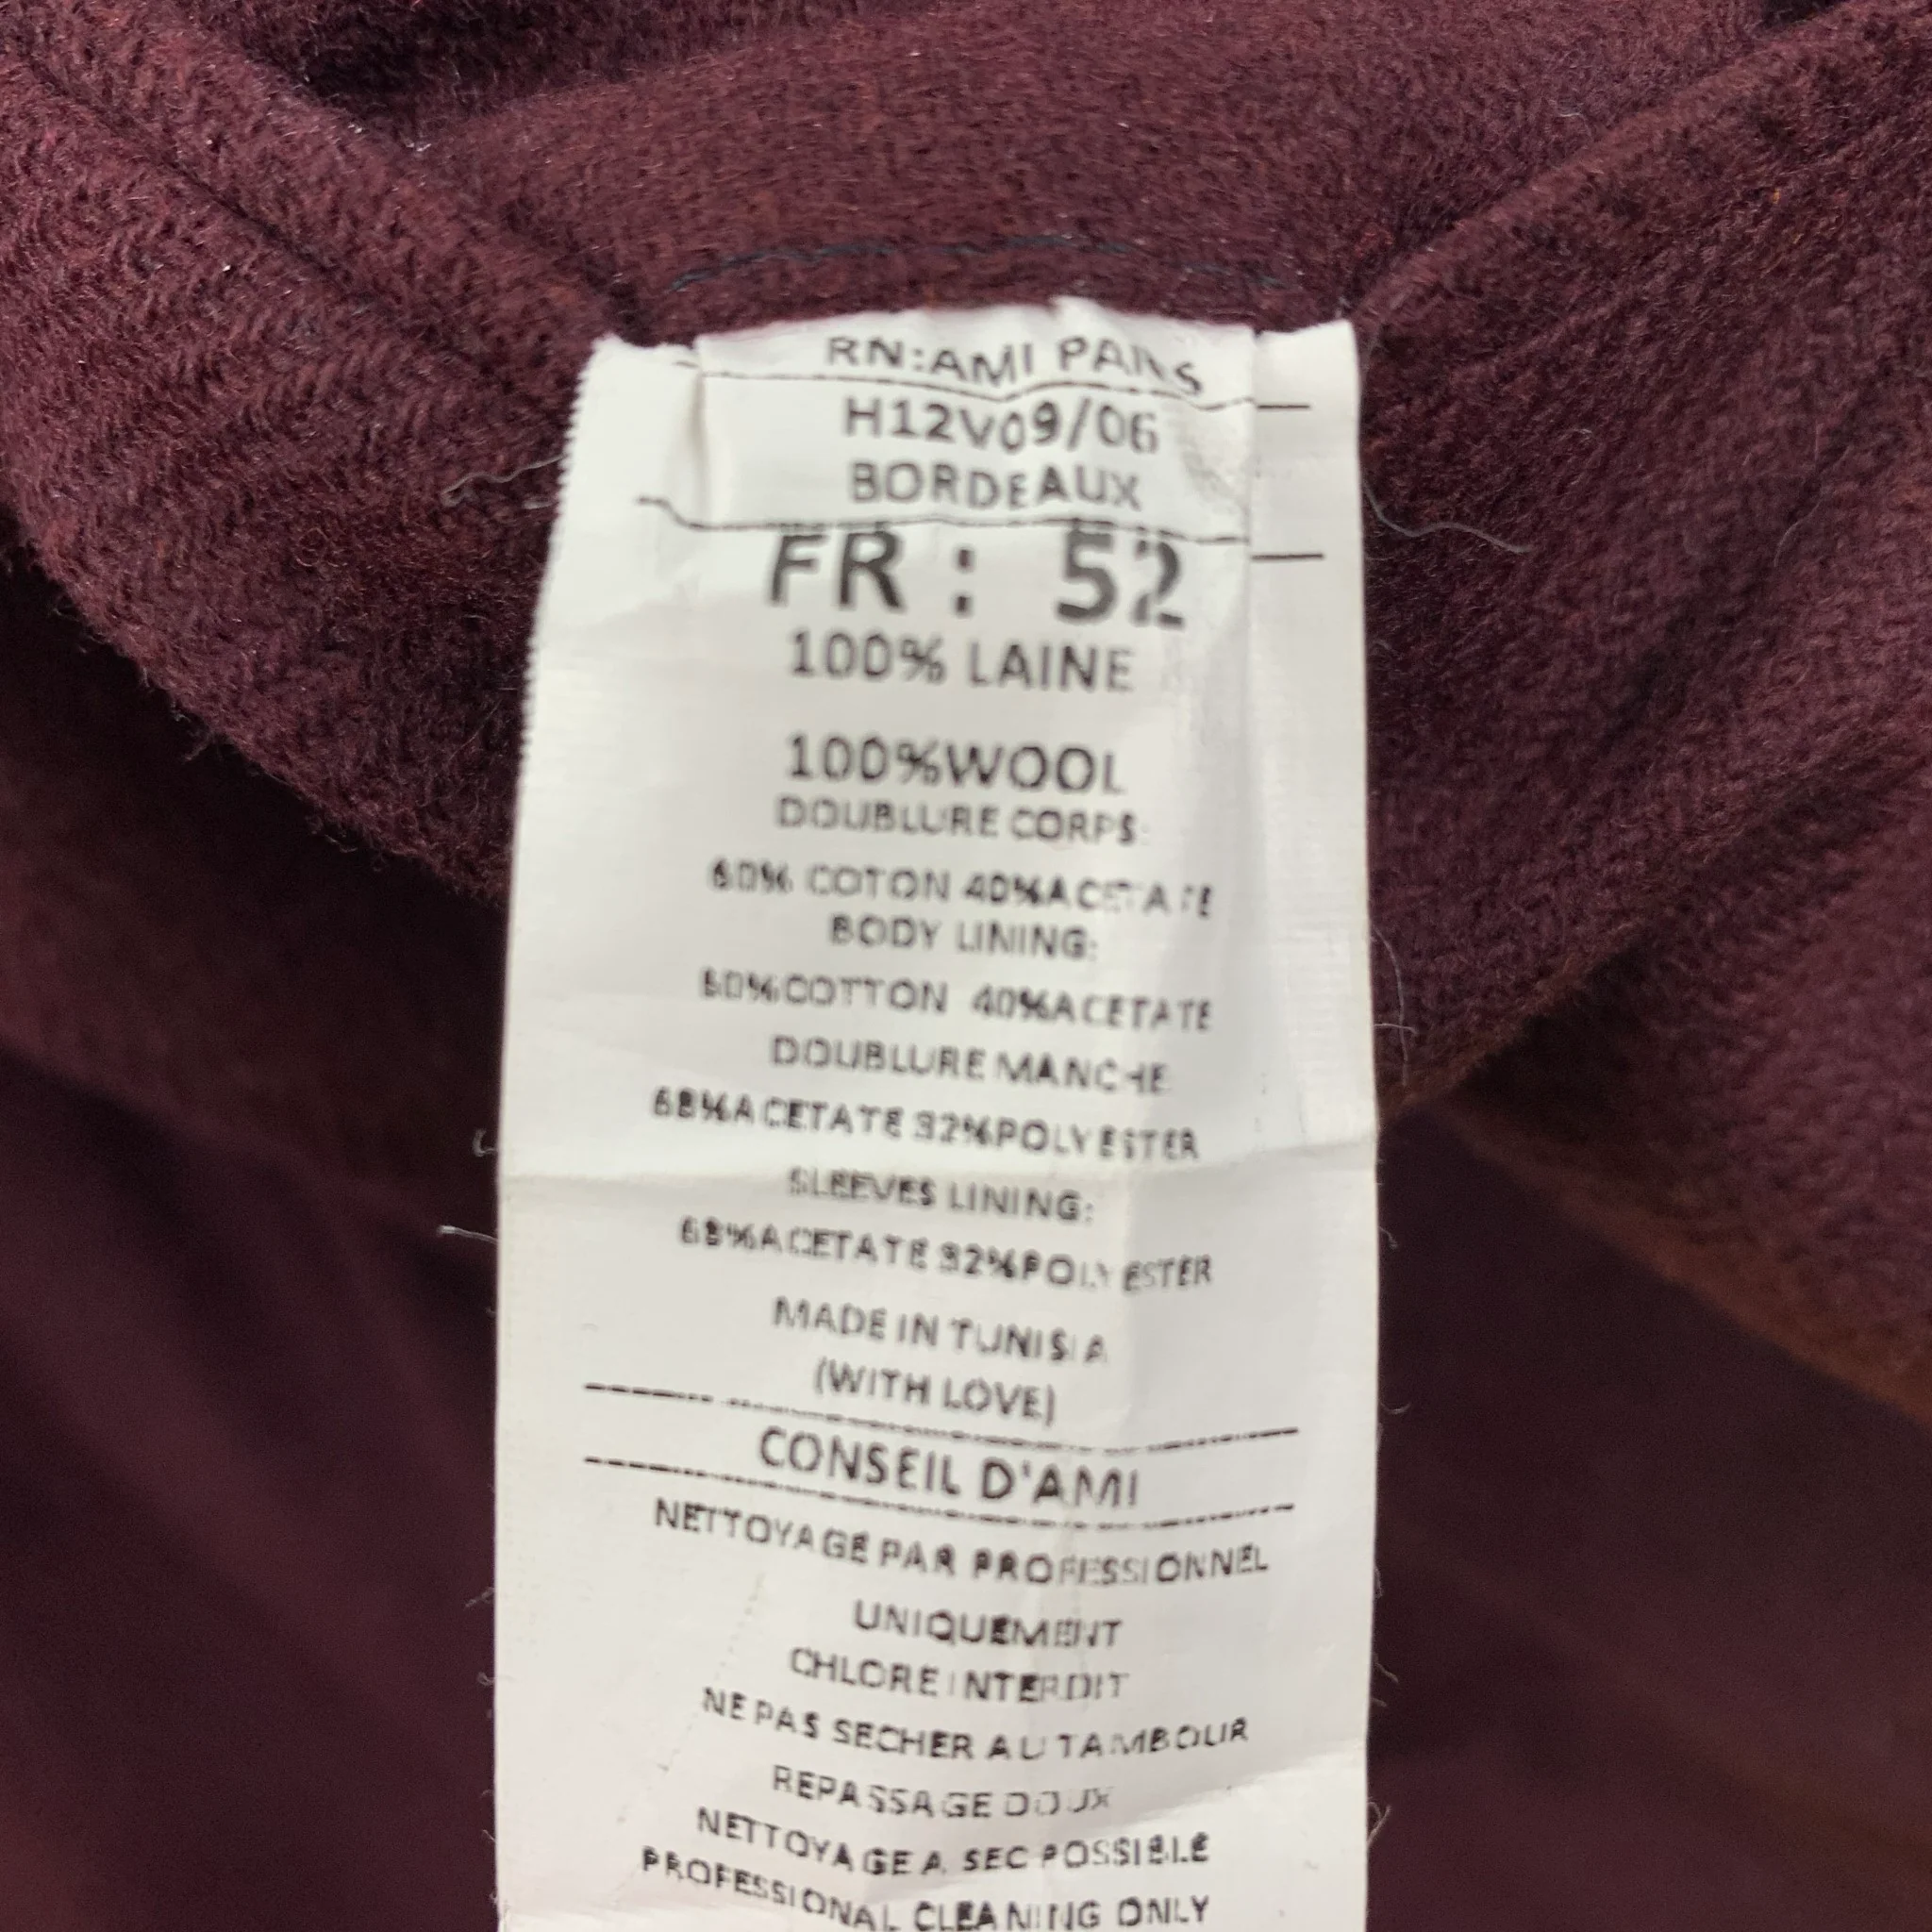 RN:AMI PARIS
H12V09/06
BORDEAUX
FR : 52
100% LAINE
100%WOOL
DOUBLURE CORPS:
60% COTON 40%ACETATE
BODY LINING:
60%COTTON 40%ACETATE
DOUBLURE MANCHE
68%ACETATE 32%POLYESTER
SLEEVES LINING:
68%ACETATE 32%POLYESTER
MADE IN TUNISIA
(WITH LOVE)
CONSEIL D'AMI
NETTOYAGE PAR PROFESSIONNEL
UNIQUEMENT
CHLORE INTERDIT
NE PAS SECHER AU TAMBOUR
REPASSAGE DOUX
NETTOYAGE A SEC POSSIBLE
PROFESSIONAL CLEANING ONLY